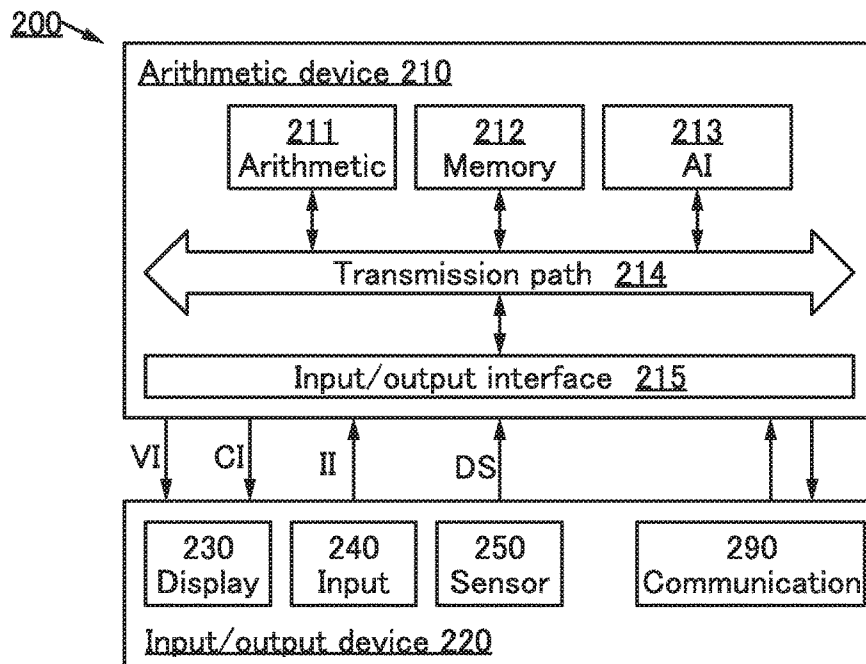 200
Arithmetic device 210
211
Arithmetic
212
Memory
213
AI
Transmission path 214
Input/output interface 215
VI
CI
II
DS
230
Display
240
Input
250
Sensor
290
Communication
Input/output device 220